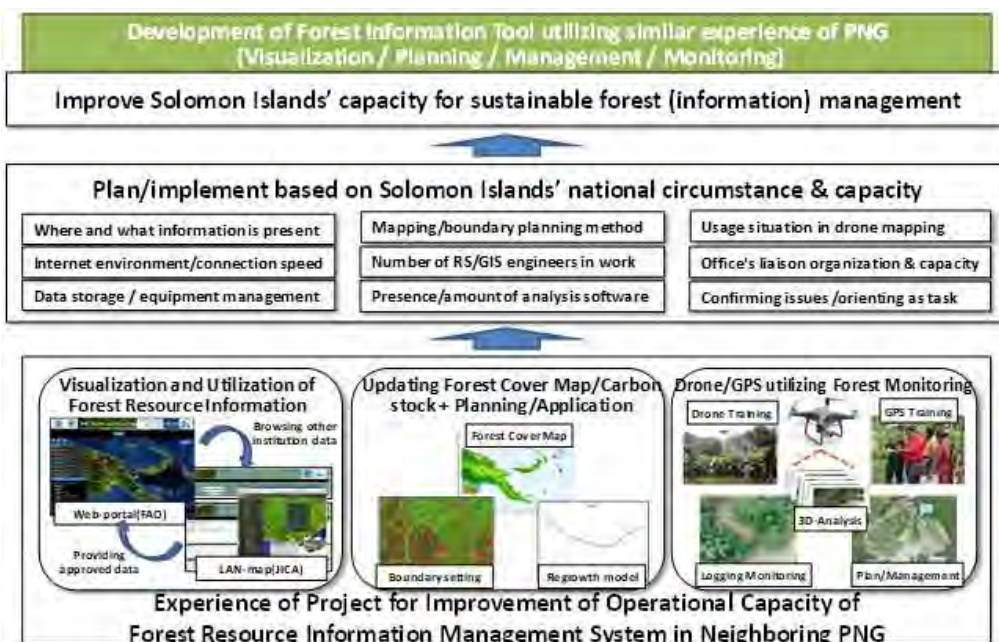 Development of Forest Information Tool utilizing similar experience of PNG
(Visualization / Planning / Management / Monitoring)
Improve Solomon Islands' capacity for sustainable forest (information) management
Plan/implement based on Solomon Islands' national circumstance & capacity
Where and what information is present
Mapping/boundary planning method
Usage situation in drone mapping
Internet environment/connection speed
Number of RS/GIS engineers in work
Office's liaison organization & capacity
Data storage / equipment management
Presence/amount of analysis software
Confirming issues /orienting as task
Visualization and Utilization of
Forest Resource Information
Browsing other
institution data
Web-portal(FAO)
Providing
approved data
LAN-map(JICA)
Updating Forest Cover Map/Carbon
stock + Planning/Application
Forest Cover Map
Boundary setting
Regrowth model
Drone/GPS utilizing Forest Monitoring
Drone Training
GPS Training
3D-Analysis
Logging Monitoring
Plan/Management
Experience of Project for Improvement of Operational Capacity of
Forest Resource Information Management System in Neighboring PNG